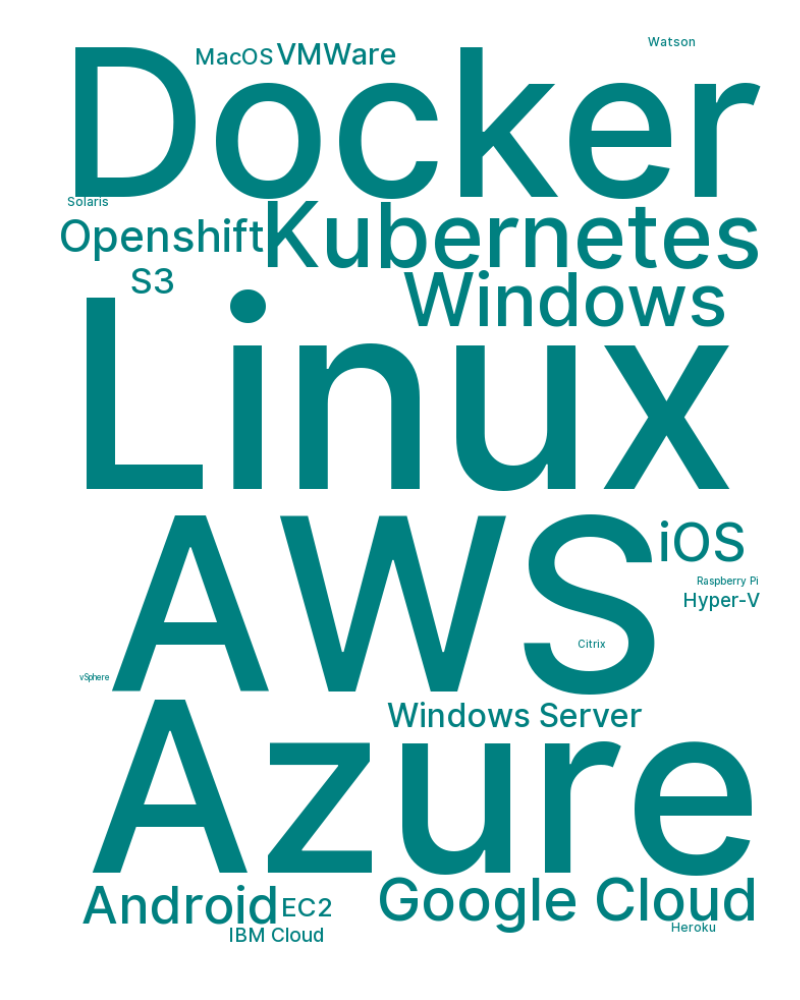 Watson
MacOS VMWare
Docker
Solaris
Openshift Kubernetes
S3 Windows
Linux
AWS iOS
Raspberry Pi
Hyper-V
Citrix
vSphere
Windows Server
Azure
Android EC2 Google Cloud
Heroku
IBM Cloud